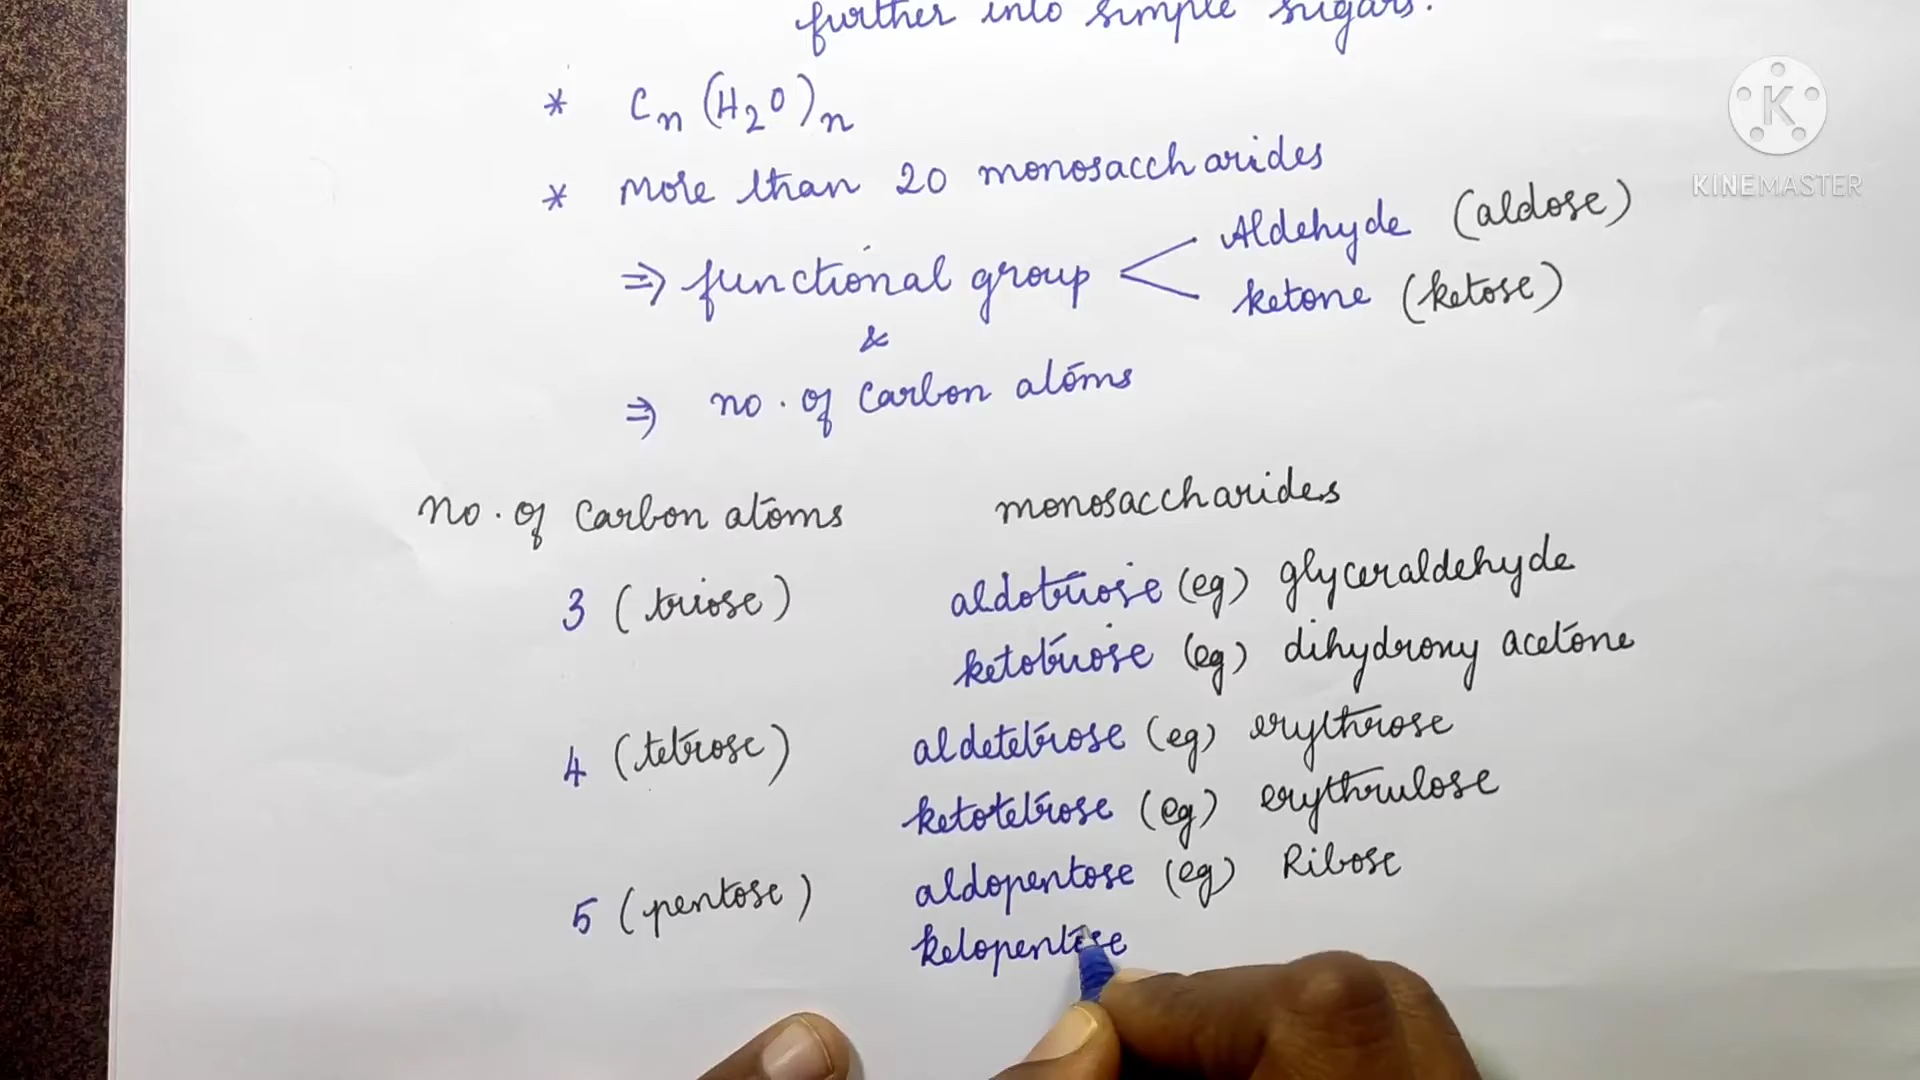 further into simple sugars.
* Cn (H2O)n
* More than 20 monosaccharides
⇒ functional group < Aldehyde (aldose)
ketone (ketose)
&
⇒ no. of carbon atoms
no. of carbon atoms monosaccharides
3 (triose) aldotriose (eg) glyceraldehyde
ketotriose (eg) dihydroxy acetone
4 (tetrose) aldetetrose (eg) erythrose
ketotetrose (eg) erythrulose
5 (pentose) aldopentose (eg) Ribose
ketopentose
K
KINEMASTER